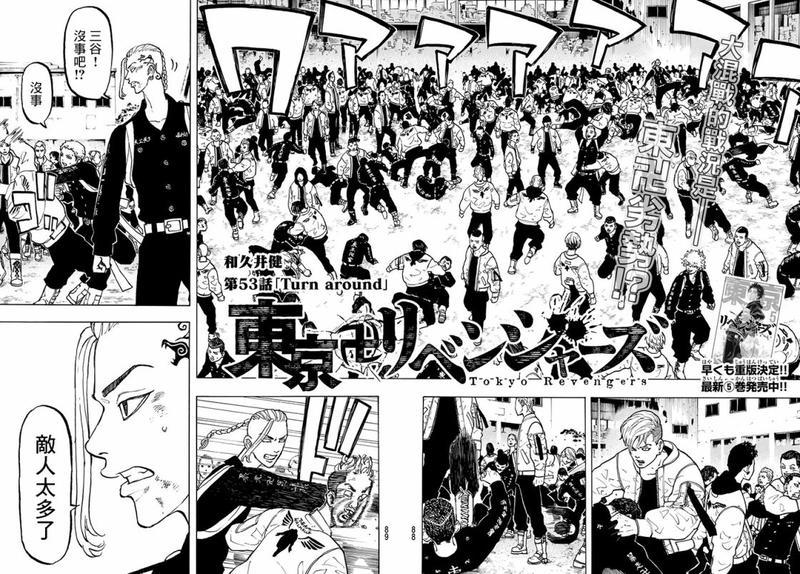 ワァァァァァァ
大混戰的戰況是——
東卍劣勢!?
三谷!
沒事吧!?
沒事
和久井健
第53話「Turn around」
東京卍リベンジャーズ
Tokyo Revengers
早くも重版決定!!
最新⑤巻発売中!!
敵人太多了
88
89